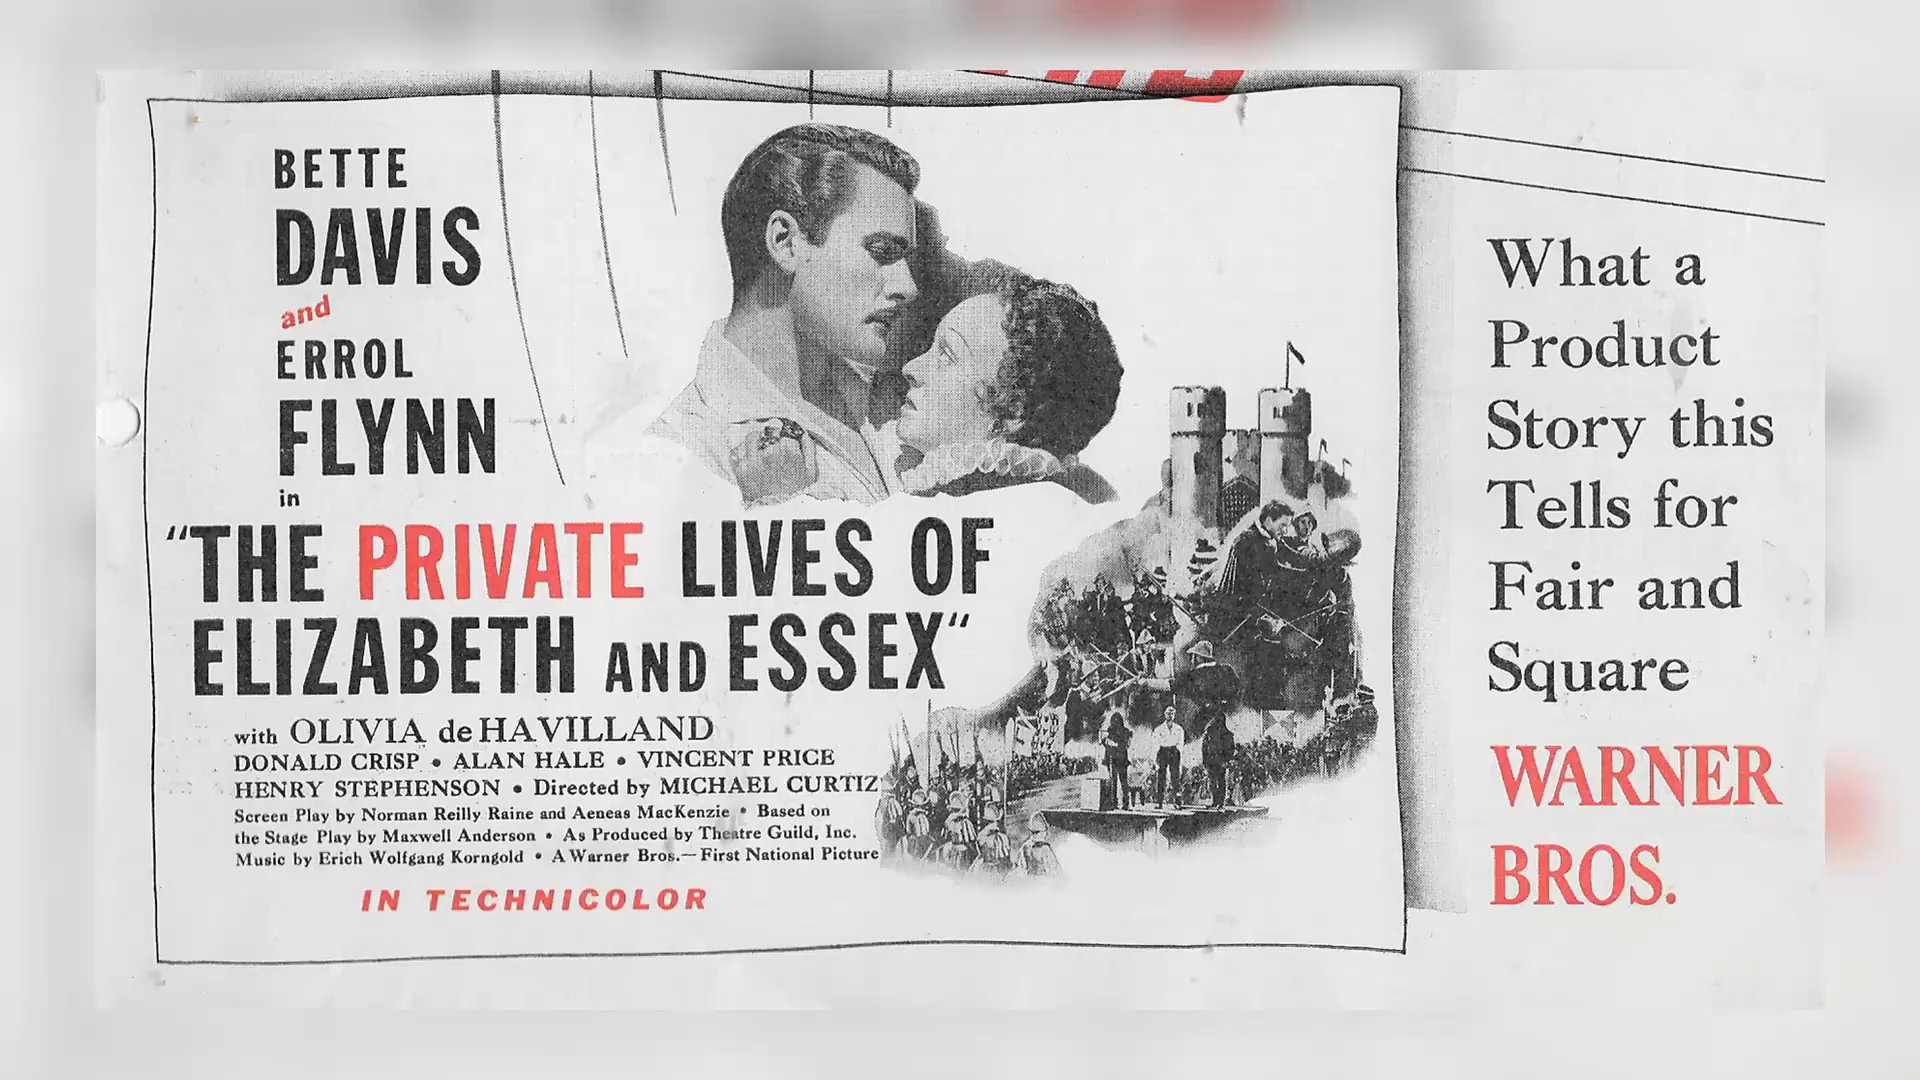 BETTE
DAVIS
and
ERROL
FLYNN
in
“THE PRIVATE LIVES OF
ELIZABETH AND ESSEX“
with OLIVIA de HAVILLAND
DONALD CRISP • ALAN HALE • VINCENT PRICE
HENRY STEPHENSON • Directed by MICHAEL CURTIZ
Screen Play by Norman Reilly Raine and Aeneas MacKenzie • Based on
the Stage Play by Maxwell Anderson • As Produced by Theatre Guild, Inc.
Music by Erich Wolfgang Korngold • A Warner Bros.—First National Picture
IN TECHNICOLOR
What a
Product
Story this
Tells for
Fair and
Square
WARNER
BROS.